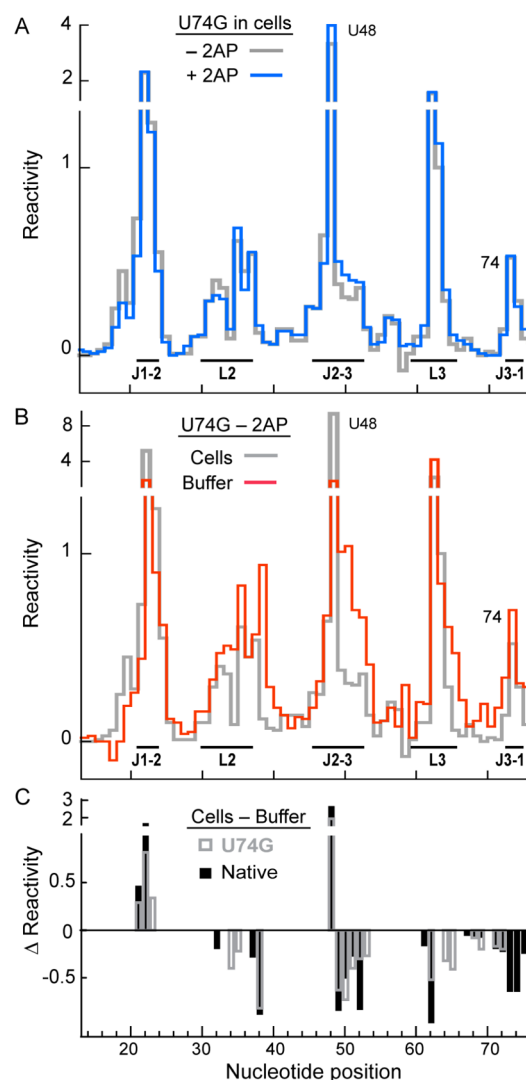 A
U74G in cells
– 2AP
+ 2AP
U48
4
2
1
0
Reactivity
74
J1-2
L2
J2-3
L3
J3-1
B
U74G – 2AP
Cells
Buffer
U48
8
4
1
0
Reactivity
74
J1-2
L2
J2-3
L3
J3-1
C
Cells – Buffer
U74G
Native
3
2
0.5
0
-0.5
Δ Reactivity
20
30
40
50
60
70
Nucleotide position